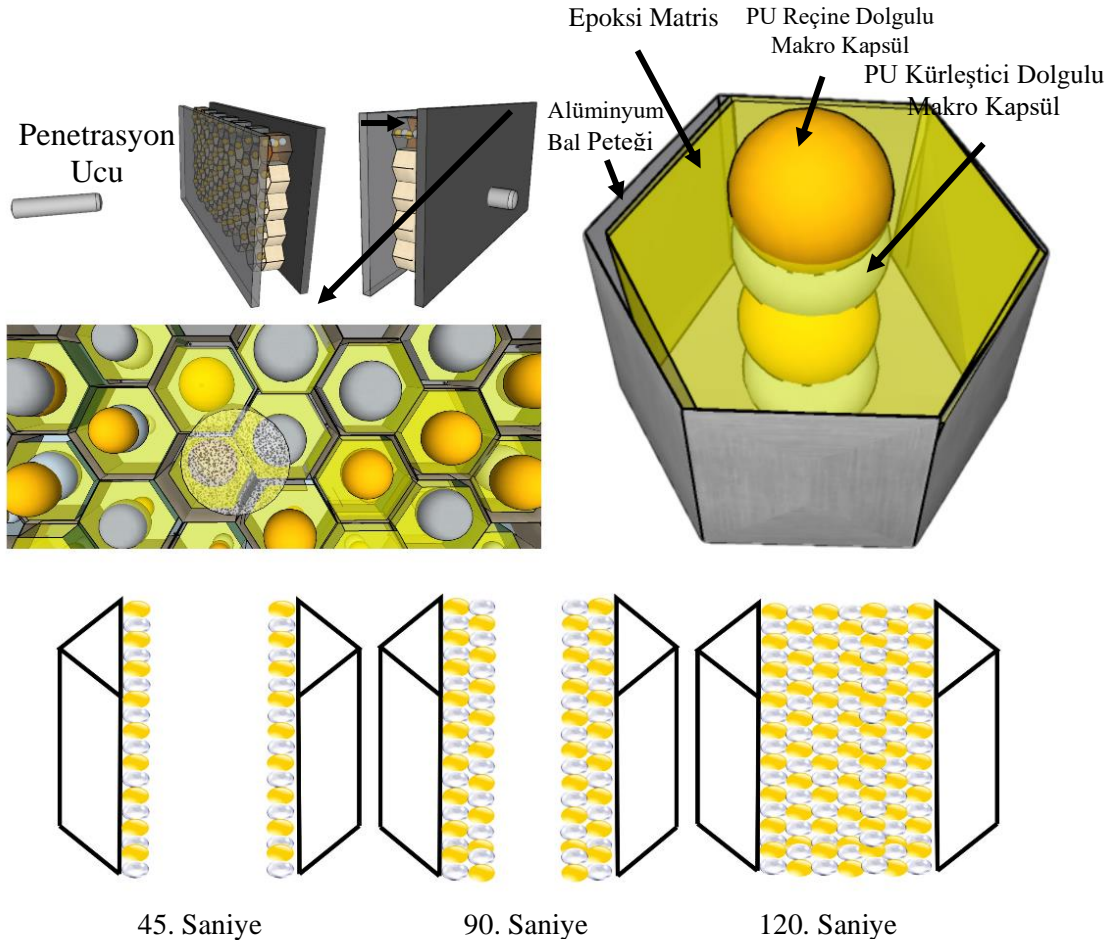 Epoksi Matris
PU Reçine Dolgulu
Makro Kapsül
PU Kürleştici Dolgulu
Makro Kapsül
Alüminyum
Bal Peteği
Penetrasyon
Ucu
45. Saniye
90. Saniye
120. Saniye